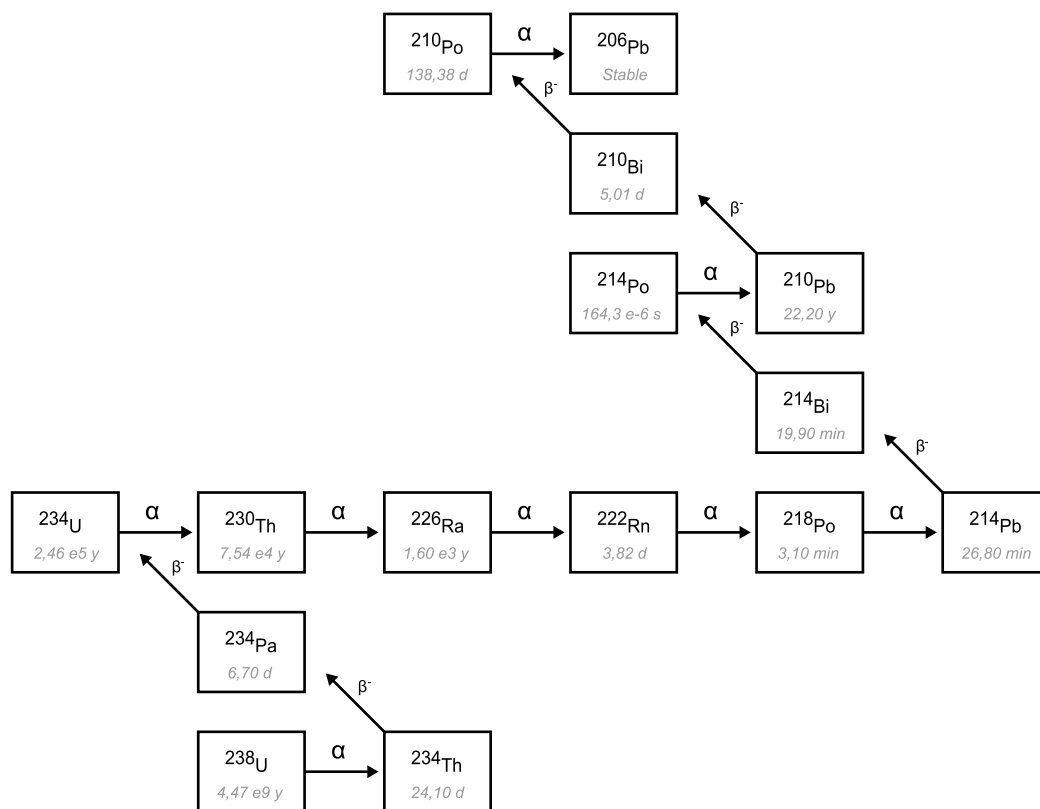 ²¹⁰Po α ²⁰⁶Pb
138,38 d Stable
β⁻
²¹⁰Bi
5,01 d
β⁻
²¹⁴Po α ²¹⁰Pb
164,3 e-6 s 22,20 y
β⁻
²¹⁴Bi
19,90 min
β⁻
²³⁴U α ²³⁰Th α ²²⁶Ra α ²²²Rn α ²¹⁸Po α ²¹⁴Pb
2,46 e5 y 7,54 e4 y 1,60 e3 y 3,82 d 3,10 min 26,80 min
β⁻
²³⁴Pa
6,70 d
β⁻
²³⁸U α ²³⁴Th
4,47 e9 y 24,10 d